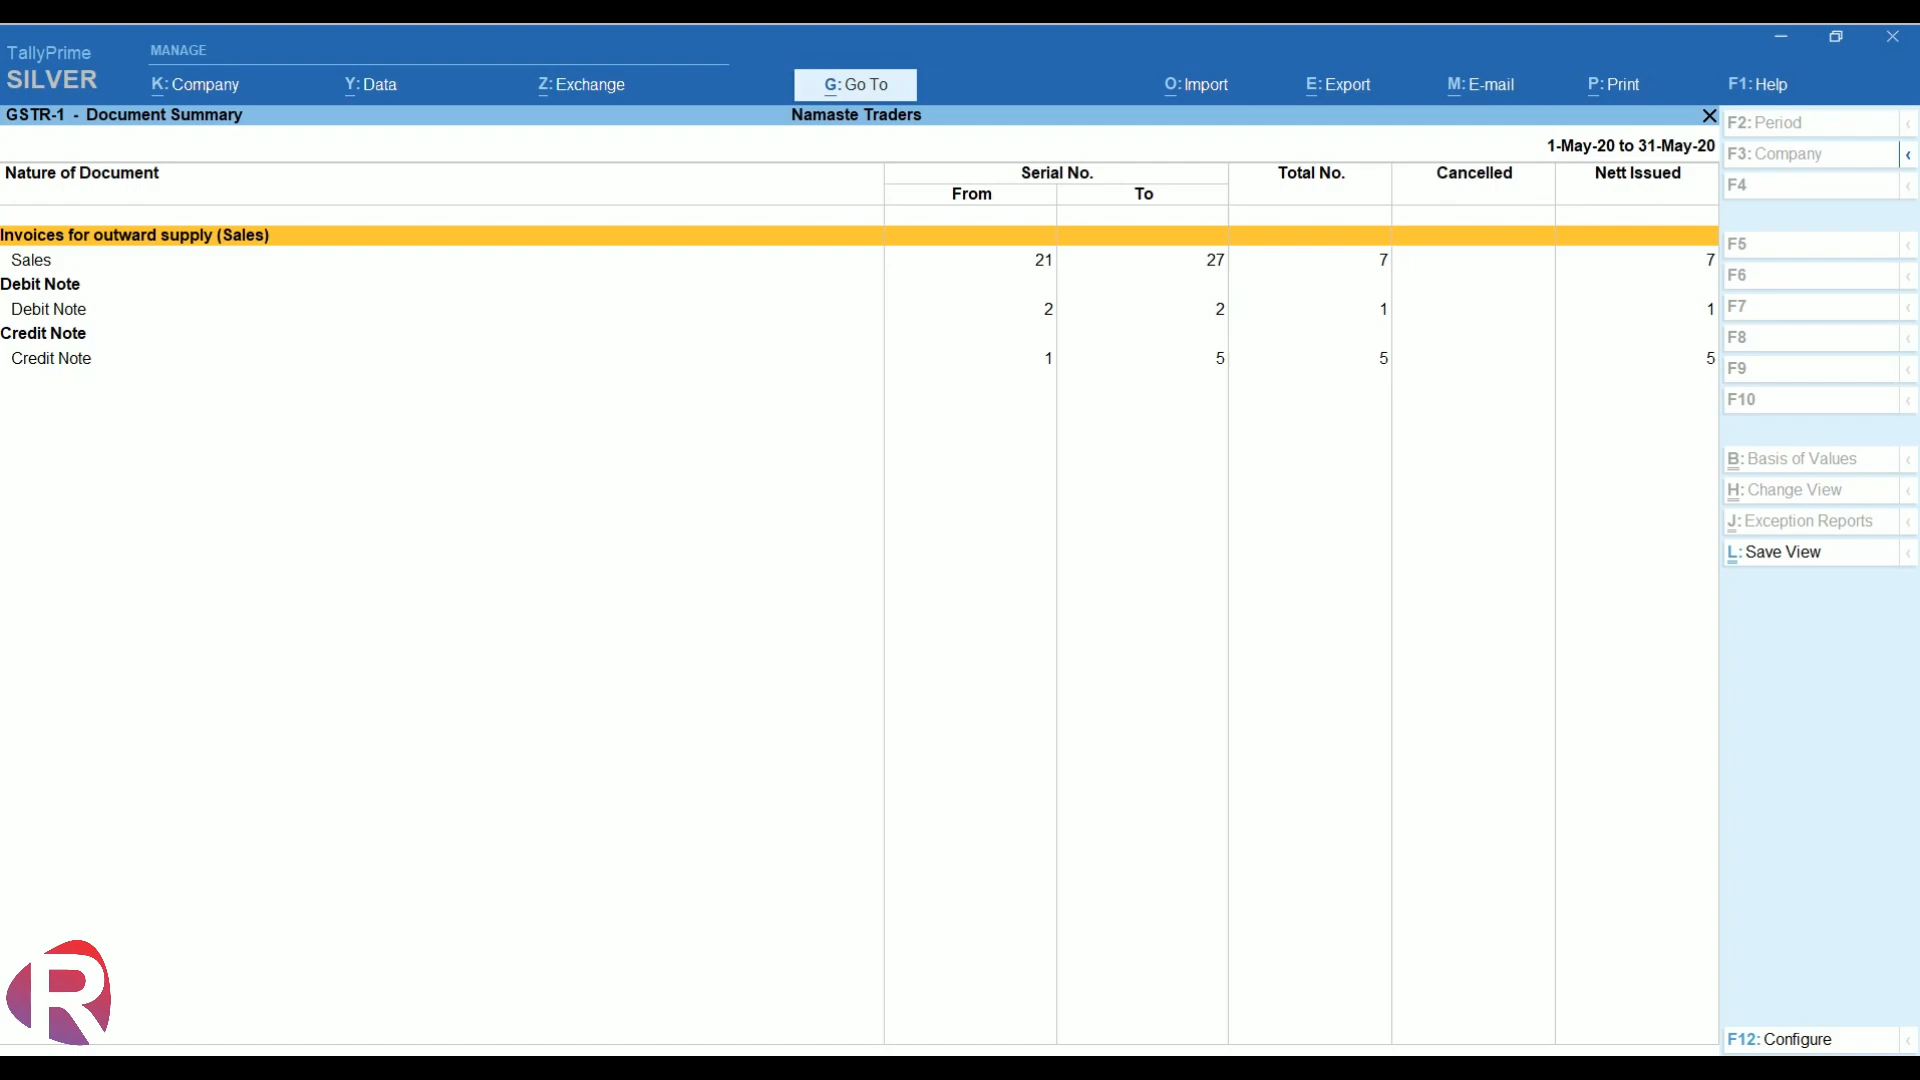 TallyPrime
SILVER
MANAGE
K: Company
Y: Data
Z: Exchange
G: Go To
O: Import
E: Export
M: E-mail
P: Print
F1: Help
GSTR-1 - Document Summary
Namaste Traders
1-May-20 to 31-May-20
Nature of Document
Serial No.
From
To
Total No.
Cancelled
Nett Issued
Invoices for outward supply (Sales)
Sales 21 27 7 7
Debit Note
Debit Note 2 2 1 1
Credit Note
Credit Note 1 5 5 5
F2: Period
F3: Company
F4
F5
F6
F7
F8
F9
F10
B: Basis of Values
H: Change View
J: Exception Reports
L: Save View
F12: Configure
R